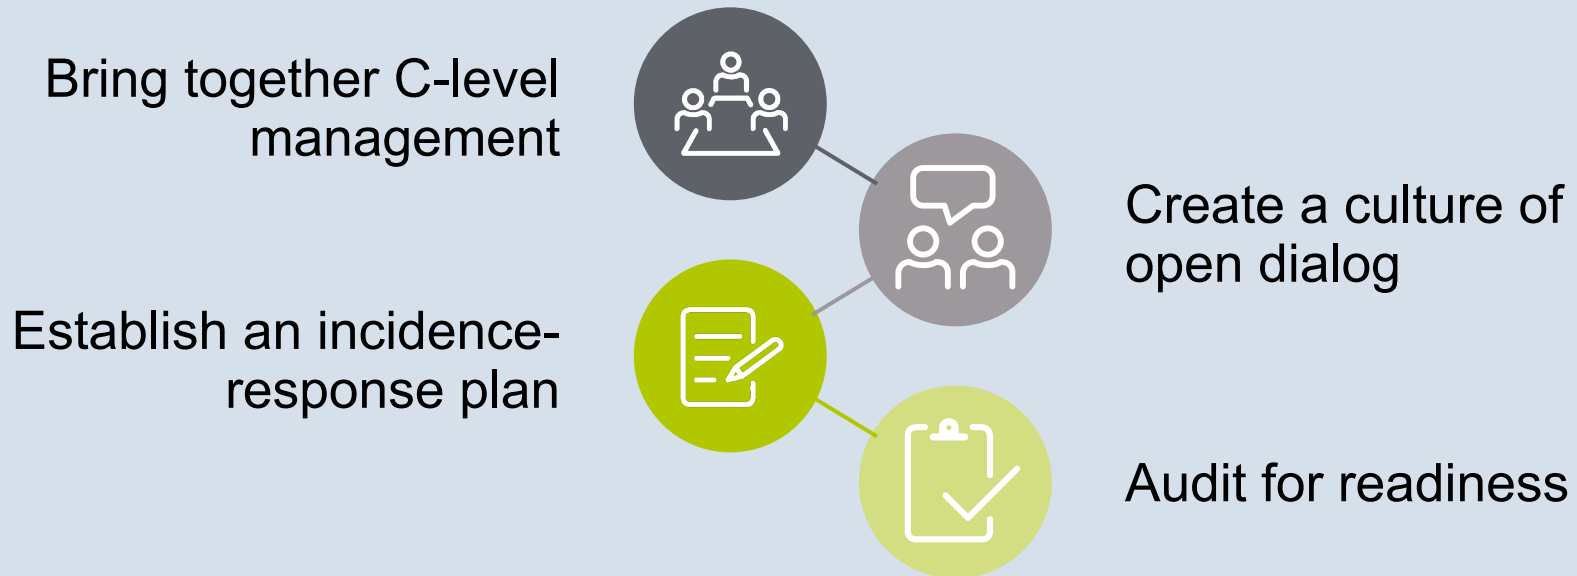 Bring together C-level
management
Create a culture of
open dialog
Establish an incidence-
response plan
Audit for readiness